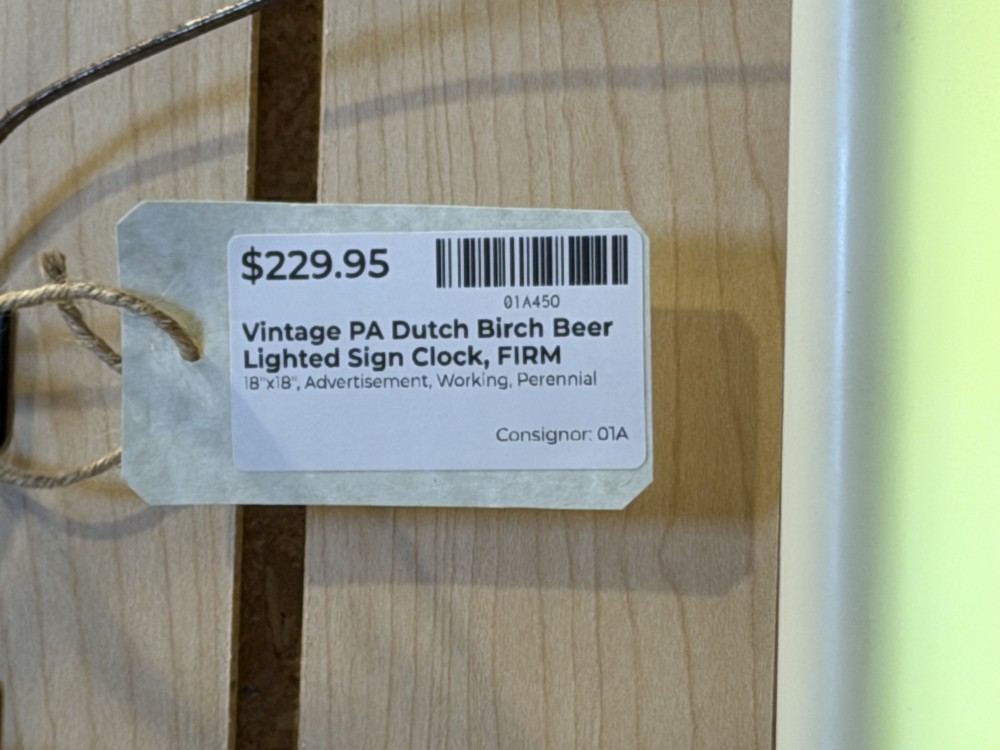 $229.95
01A450
Vintage PA Dutch Birch Beer
Lighted Sign Clock, FIRM
18"x18", Advertisement, Working, Perennial
Consignor: 01A